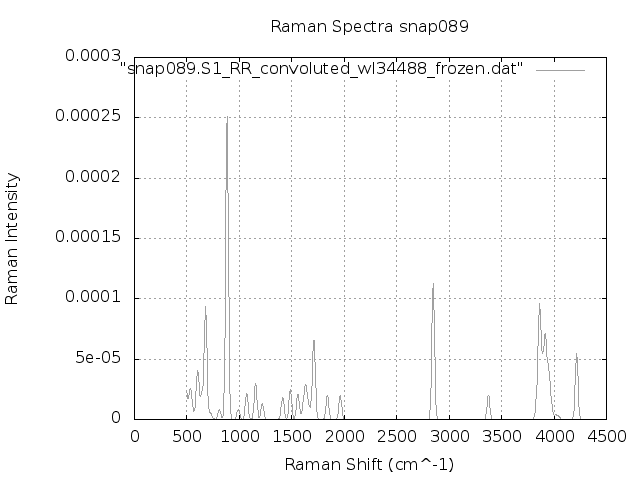 Raman Spectra snap089
"snap089.S1_RR_convoluted_wl34488_frozen.dat"
0.0003
0.00025
0.0002
0.00015
0.0001
5e-05
0
Raman Intensity
0 500 1000 1500 2000 2500 3000 3500 4000 4500
Raman Shift (cm^-1)